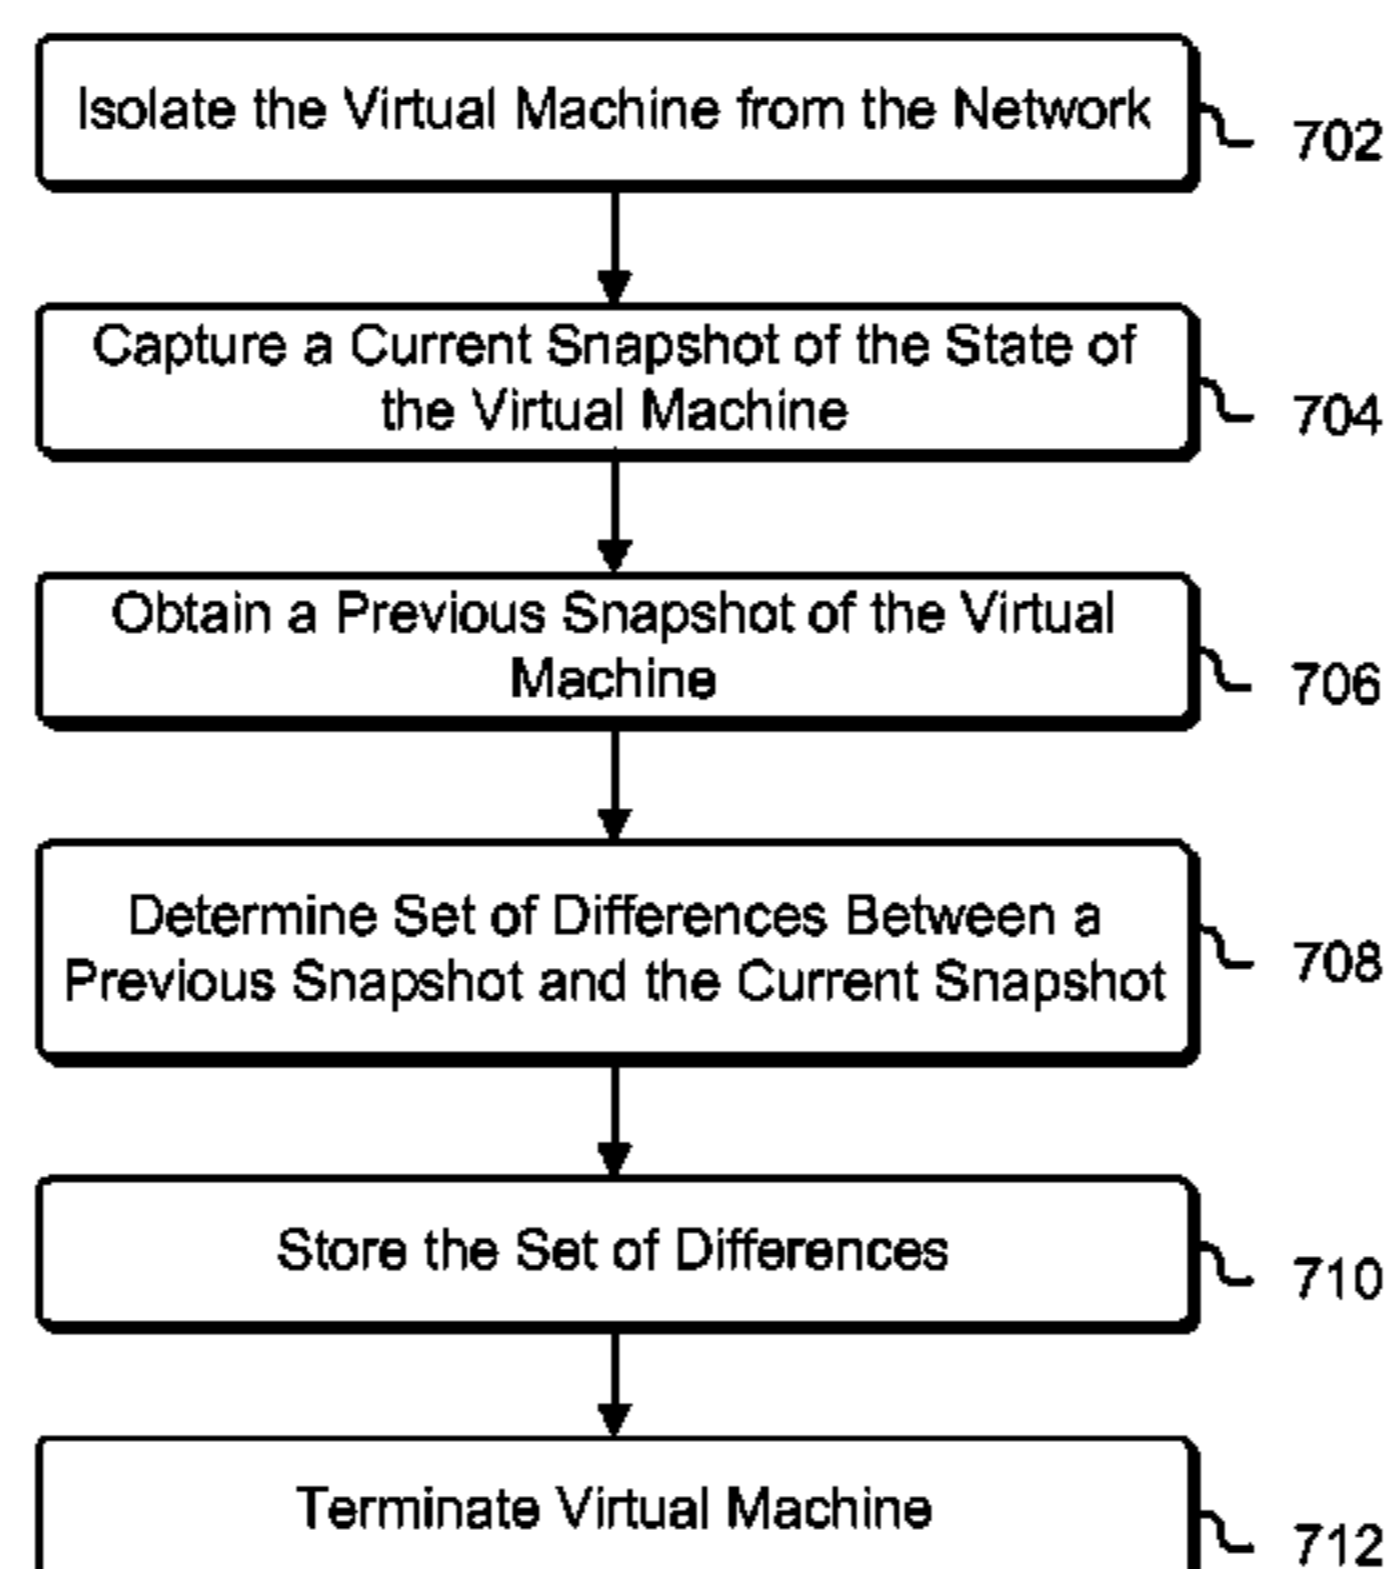 Isolate the Virtual Machine from the Network
702
Capture a Current Snapshot of the State of
the Virtual Machine
704
Obtain a Previous Snapshot of the Virtual
Machine
706
Determine Set of Differences Between a
Previous Snapshot and the Current Snapshot
708
Store the Set of Differences
710
Terminate Virtual Machine
712